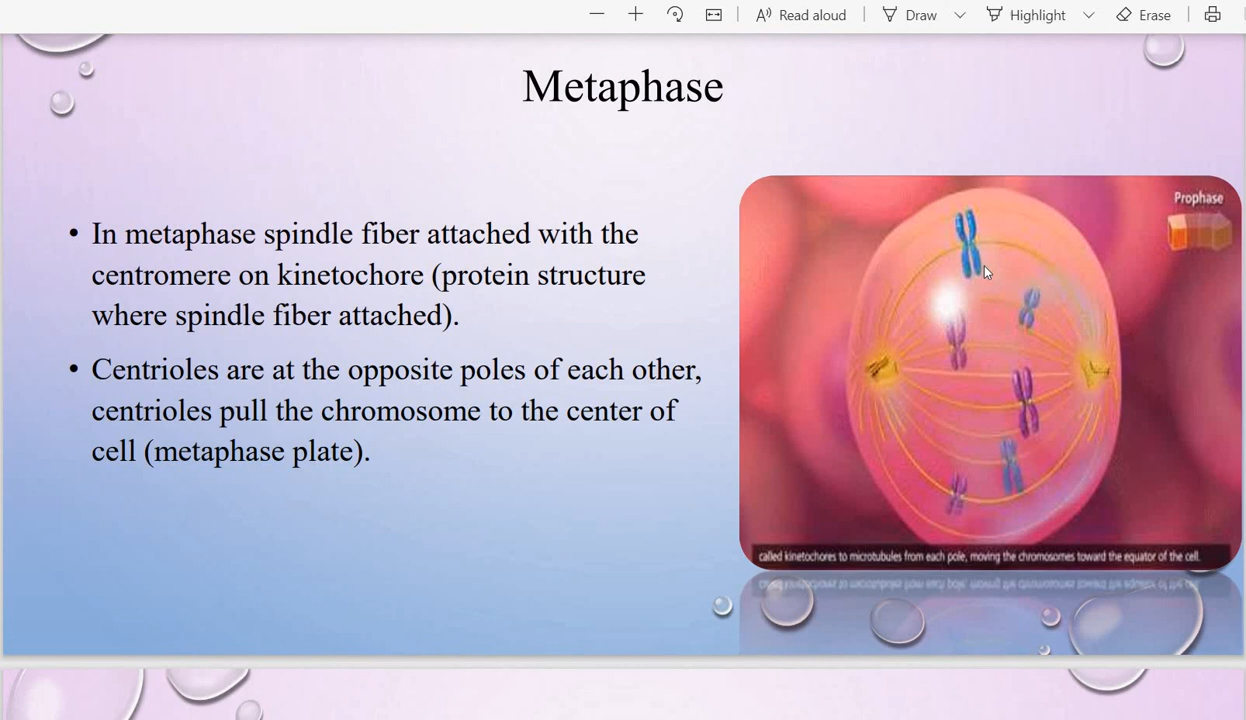 Read aloud
Draw
Highlight
Erase
Metaphase
• In metaphase spindle fiber attached with the
centromere on kinetochore (protein structure
where spindle fiber attached).
• Centrioles are at the opposite poles of each other,
centrioles pull the chromosome to the center of
cell (metaphase plate).
Prophase
called kinetochores to microtubules from each pole, moving the chromosomes toward the equator of the cell.